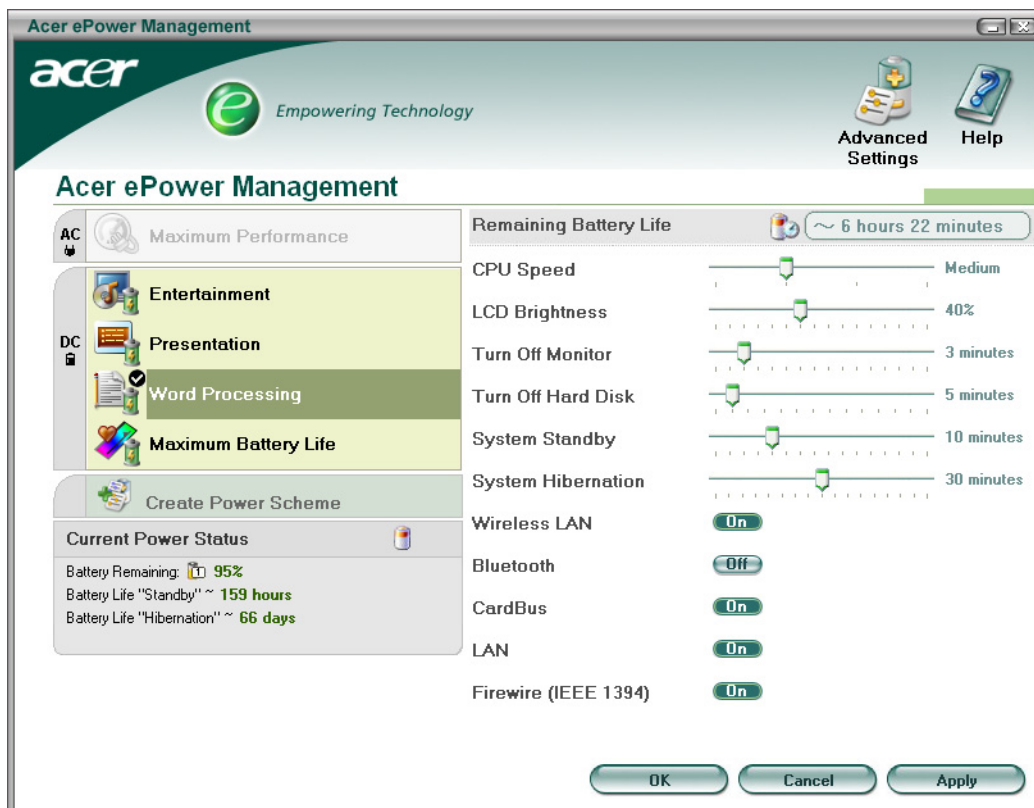 Acer ePower Management
acer
e Empowering Technology
Advanced Settings
Help
Acer ePower Management
AC
Maximum Performance
DC
Entertainment
Presentation
Word Processing
Maximum Battery Life
Create Power Scheme
Current Power Status
Battery Remaining: 1 95%
Battery Life "Standby" ~ 159 hours
Battery Life "Hibernation" ~ 66 days
Remaining Battery Life ~ 6 hours 22 minutes
CPU Speed Medium
LCD Brightness 40%
Turn Off Monitor 3 minutes
Turn Off Hard Disk 5 minutes
System Standby 10 minutes
System Hibernation 30 minutes
Wireless LAN On
Bluetooth Off
CardBus On
LAN On
Firewire (IEEE 1394) On
OK Cancel Apply